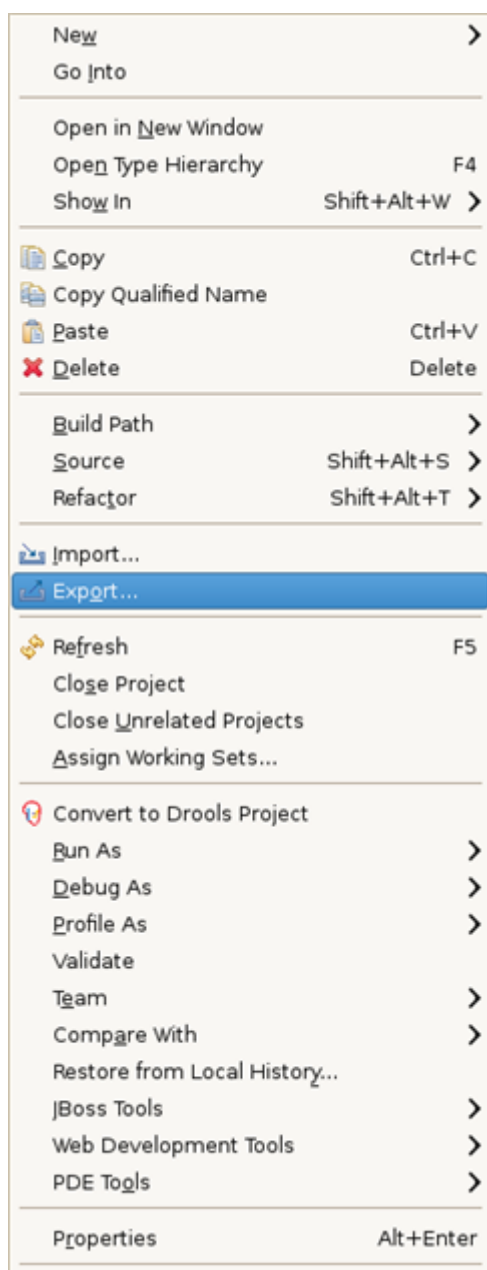 New
Go Into
Open in New Window
Open Type Hierarchy F4
Show In Shift+Alt+W
Copy Ctrl+C
Copy Qualified Name
Paste Ctrl+V
Delete Delete
Build Path
Source Shift+Alt+S
Refactor Shift+Alt+T
Import...
Export...
Refresh F5
Close Project
Close Unrelated Projects
Assign Working Sets...
Convert to Drools Project
Run As
Debug As
Profile As
Validate
Team
Compare With
Restore from Local History...
JBoss Tools
Web Development Tools
PDE Tools
Properties Alt+Enter